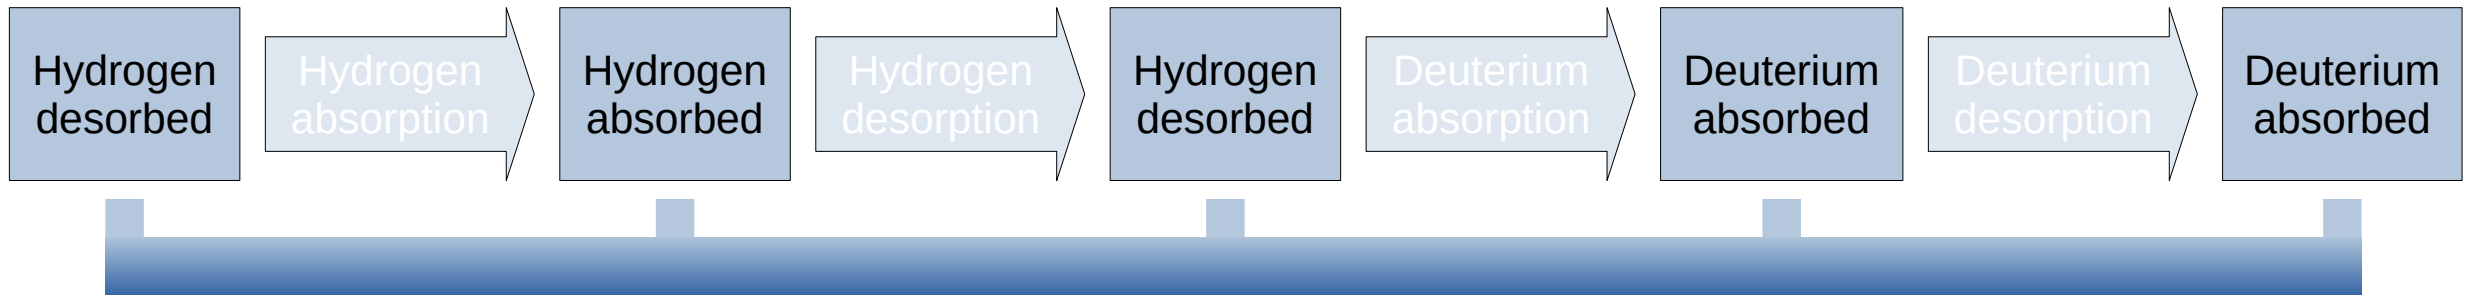 Hydrogen
desorbed
Hydrogen
absorption
Hydrogen
absorbed
Hydrogen
desorption
Hydrogen
desorbed
Deuterium
absorption
Deuterium
absorbed
Deuterium
desorption
Deuterium
absorbed